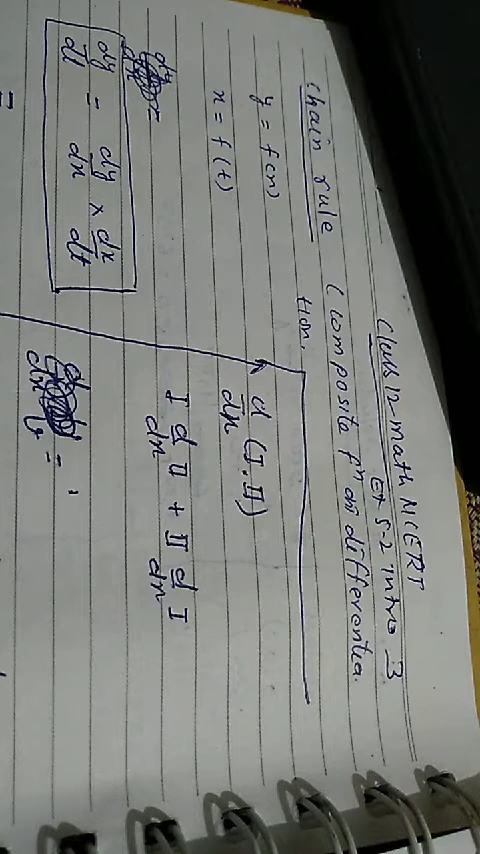 Class 12 math NCERT
Ex 5.2 intro 3
Chain rule (composite fn differentia
tion.
y = f(x)
x = f(t)
dy/dt = dy/dx × dx/dt
=
d/dx (I.II)
I d/dx II + II d/dx I
=